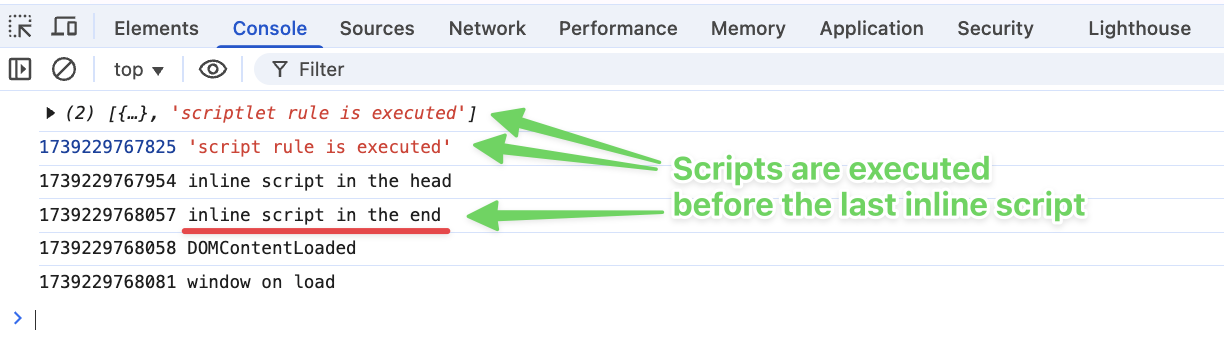 Elements Console Sources Network Performance Memory Application Security Lighthouse
top Filter
(2) [{…}, 'scriptlet rule is executed']
1739229767825 'script rule is executed'
1739229767954 inline script in the head
1739229768057 inline script in the end
1739229768058 DOMContentLoaded
1739229768081 window on load
Scripts are executed
before the last inline script